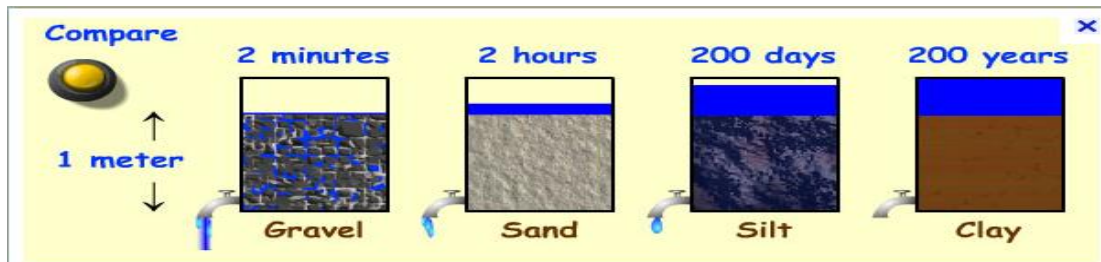 Compare
2 minutes
2 hours
200 days
200 years
1 meter
Gravel
Sand
Silt
Clay